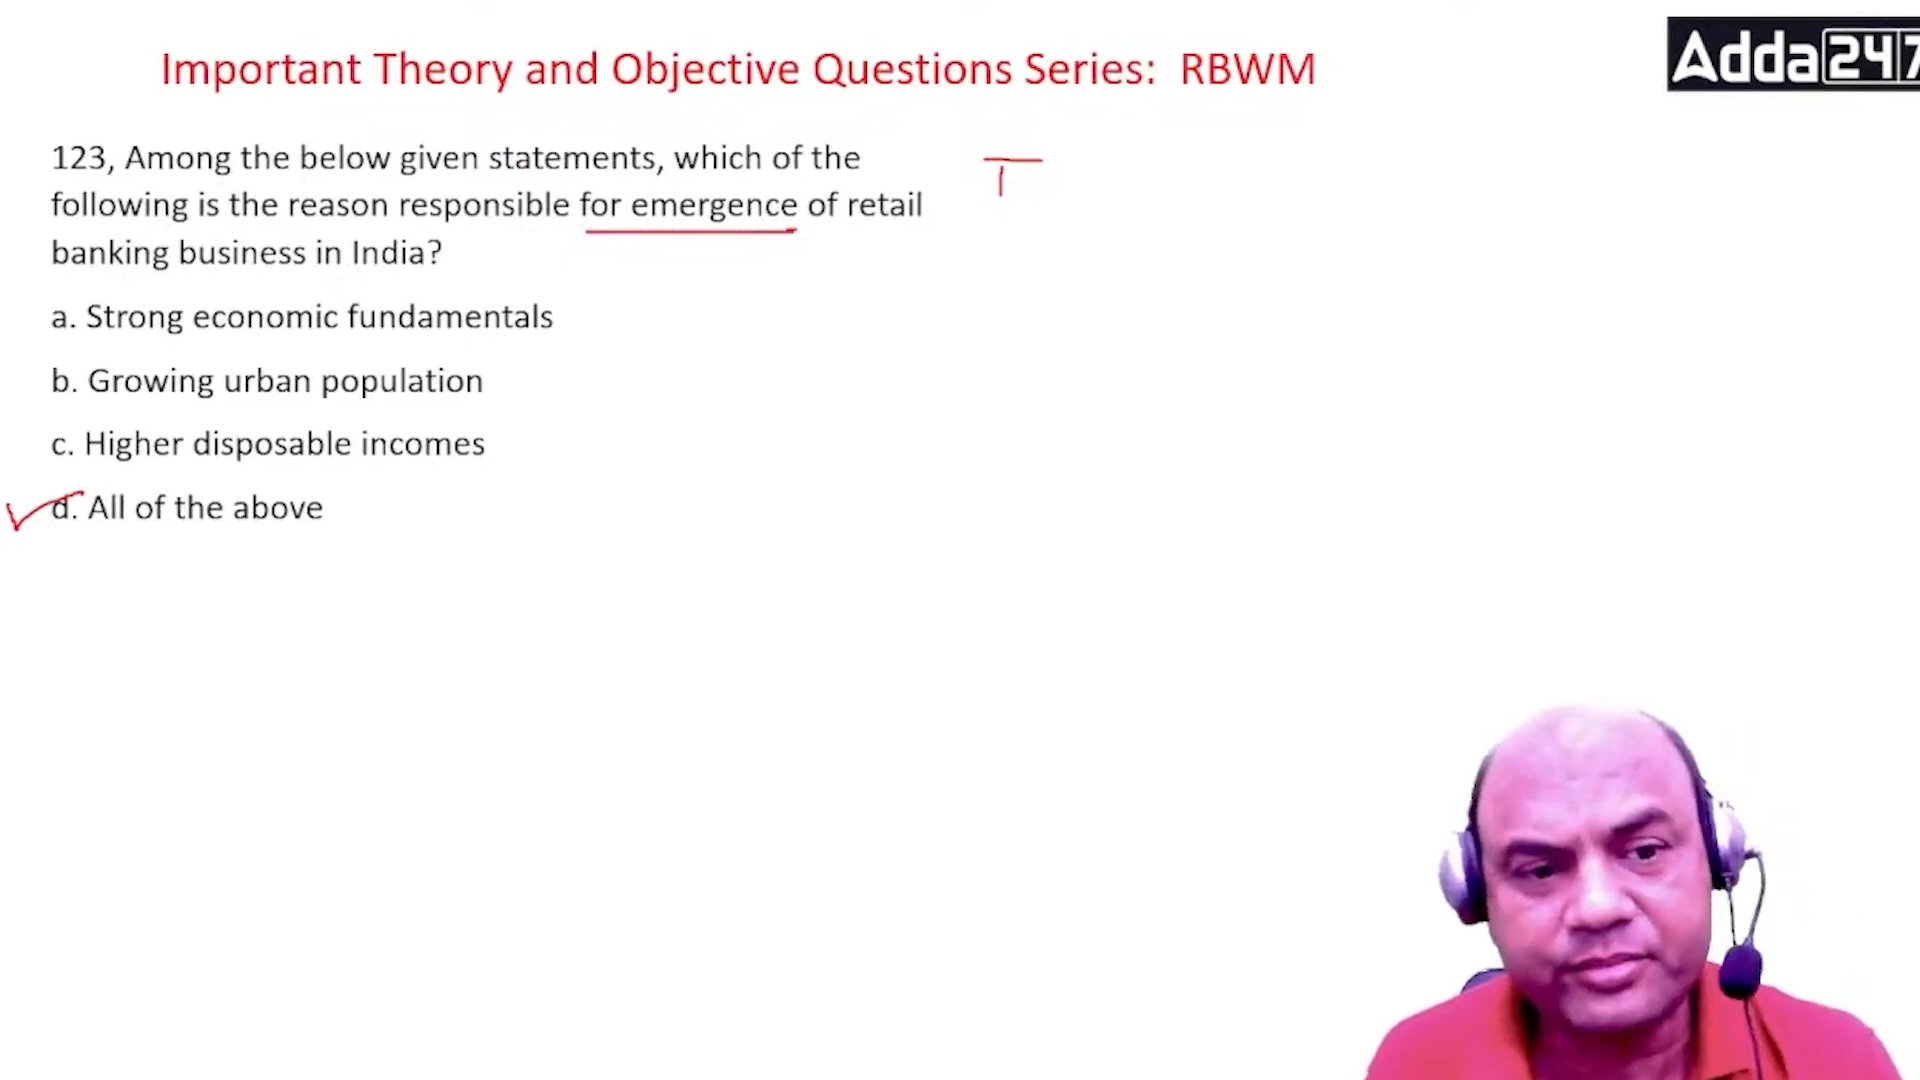 Important Theory and Objective Questions Series: RBWM
Adda247
123, Among the below given statements, which of the
following is the reason responsible for emergence of retail
banking business in India?
a. Strong economic fundamentals
b. Growing urban population
c. Higher disposable incomes
d. All of the above